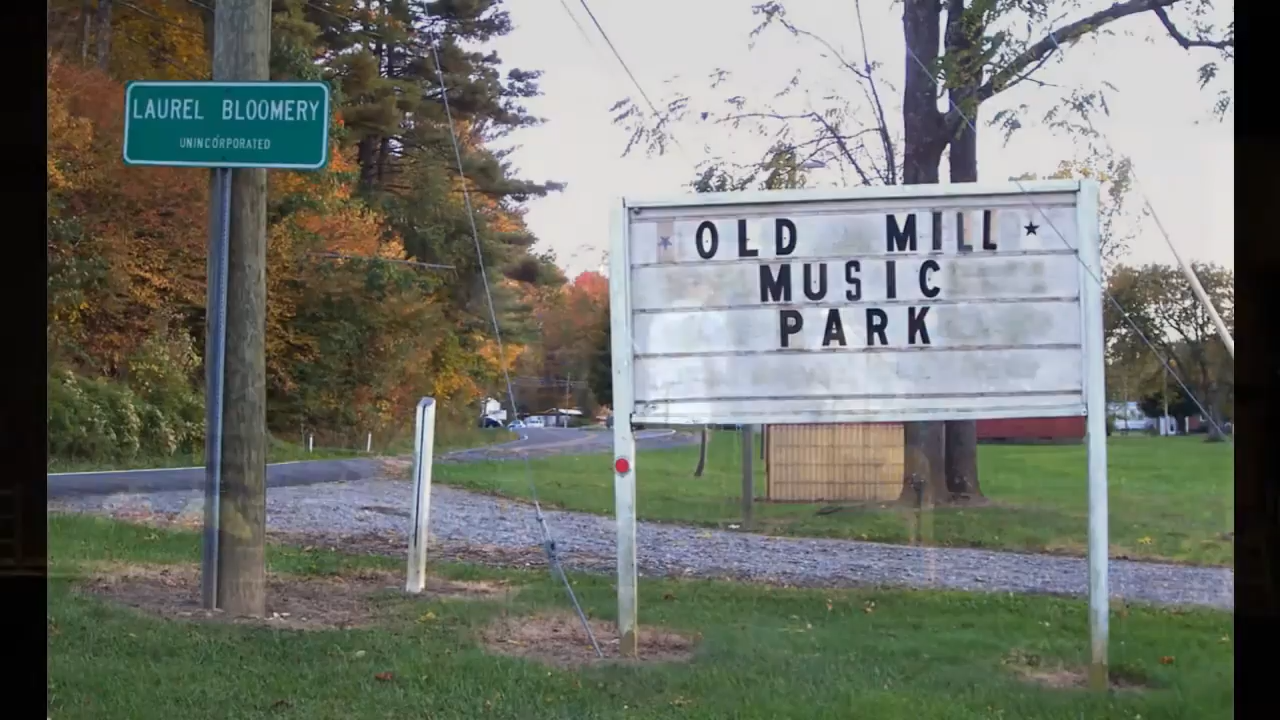 LAUREL BLOOMERY
UNINCORPORATED
OLD MILL
MUSIC
PARK